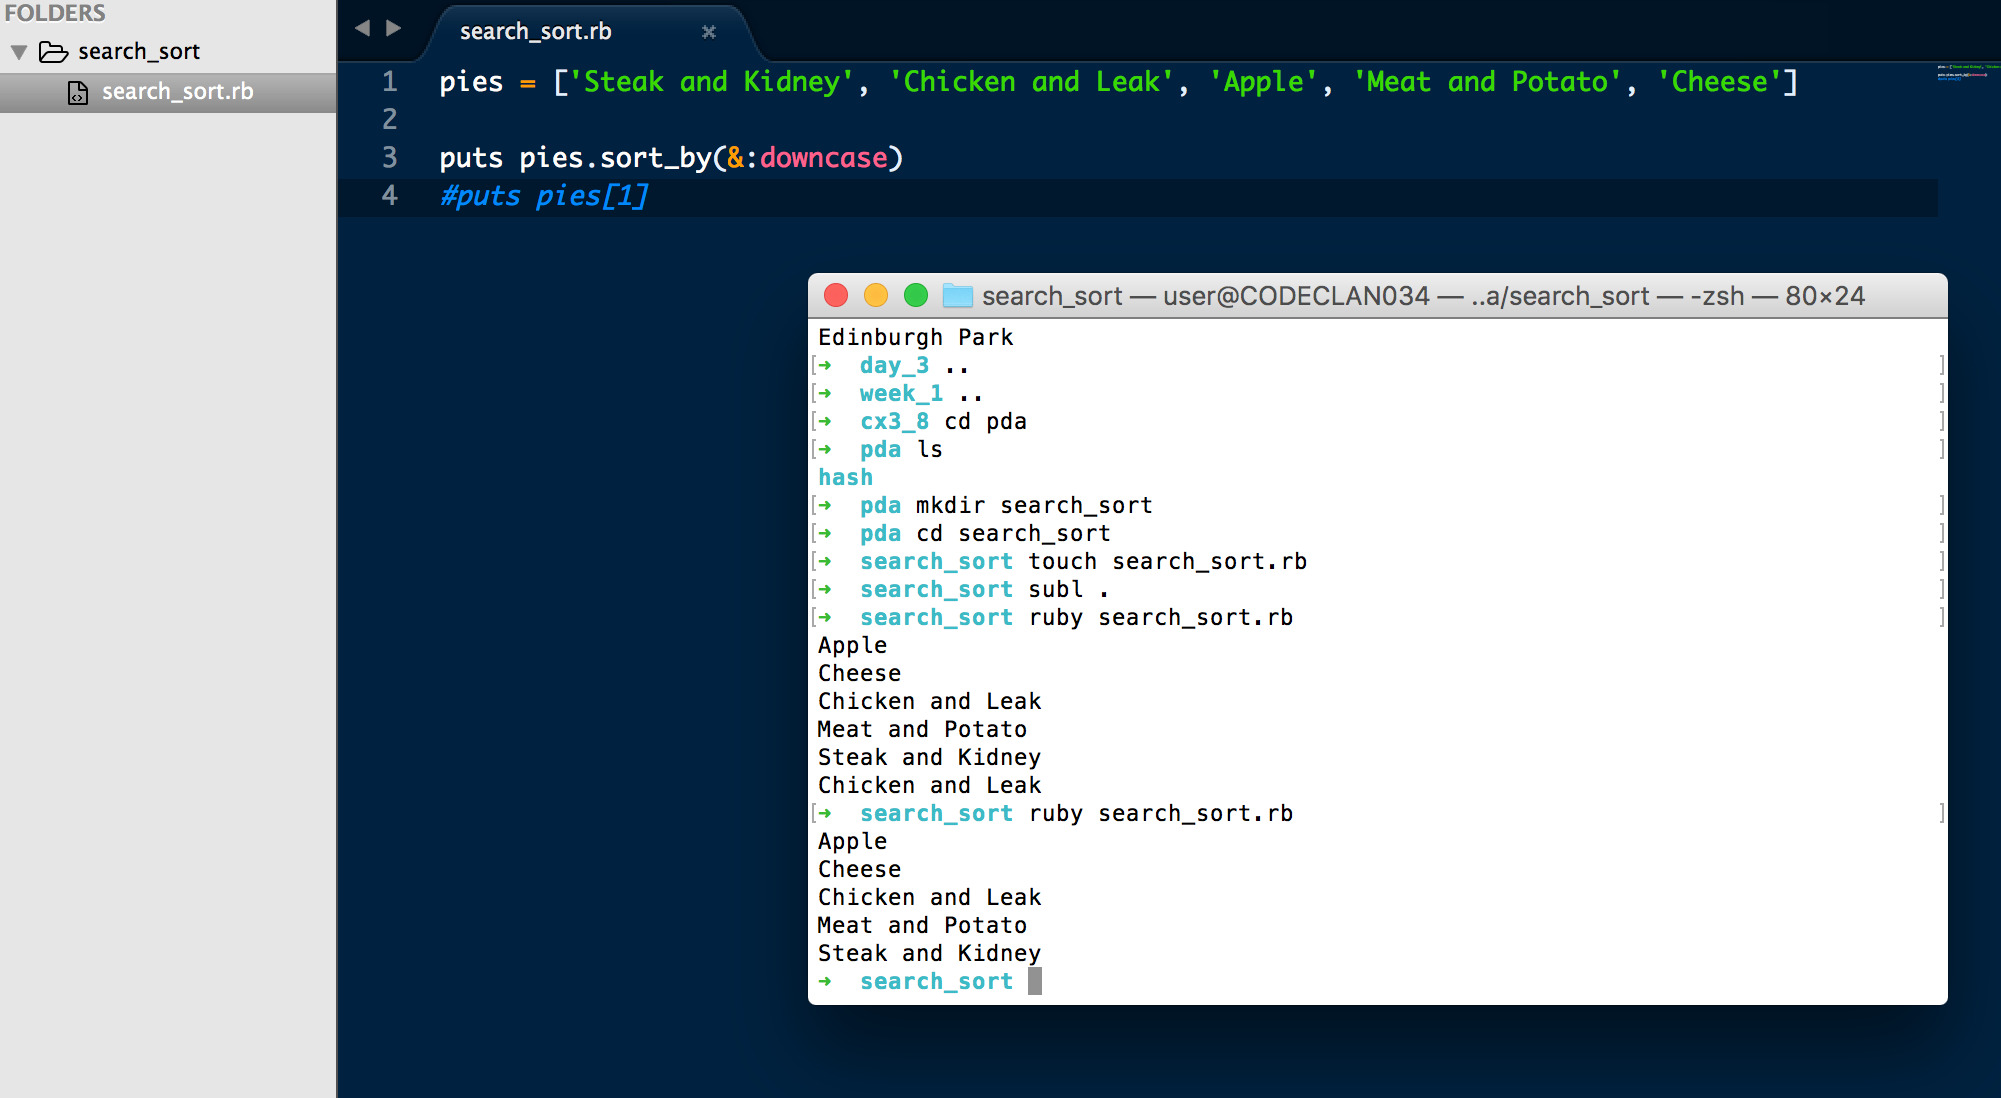 FOLDERS
search_sort
search_sort.rb
search_sort.rb
1 pies = ['Steak and Kidney', 'Chicken and Leak', 'Apple', 'Meat and Potato', 'Cheese']
2
3 puts pies.sort_by(&:downcase)
4 #puts pies[1]
search_sort — user@CODECLAN034 — ..a/search_sort — -zsh — 80×24
Edinburgh Park
[➜ day_3 .. ]
[➜ week_1 .. ]
[➜ cx3_8 cd pda ]
[➜ pda ls ]
hash
[➜ pda mkdir search_sort ]
[➜ pda cd search_sort ]
[➜ search_sort touch search_sort.rb ]
[➜ search_sort subl . ]
[➜ search_sort ruby search_sort.rb ]
Apple
Cheese
Chicken and Leak
Meat and Potato
Steak and Kidney
Chicken and Leak
[➜ search_sort ruby search_sort.rb ]
Apple
Cheese
Chicken and Leak
Meat and Potato
Steak and Kidney
➜ search_sort